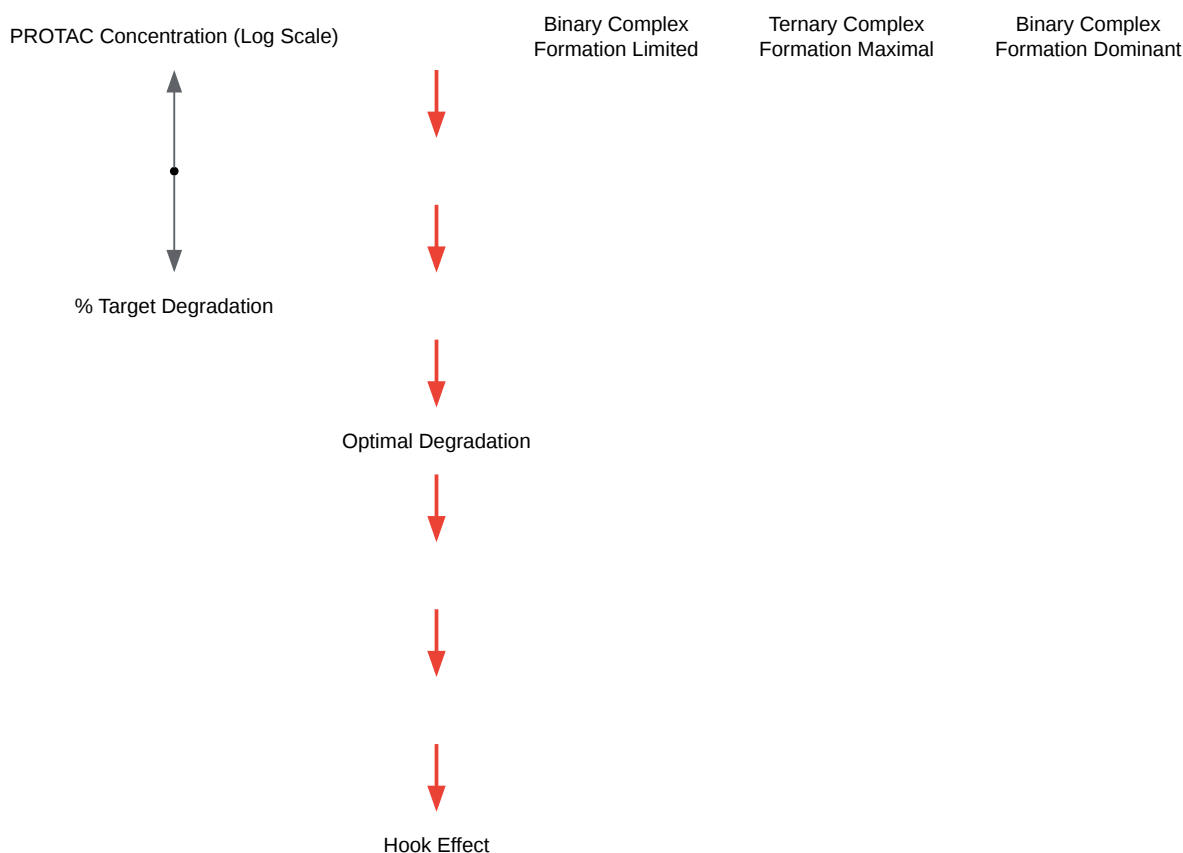 PROTAC Concentration (Log Scale)
Binary Complex
Formation Limited
Ternary Complex
Formation Maximal
Binary Complex
Formation Dominant
% Target Degradation
Optimal Degradation
Hook Effect